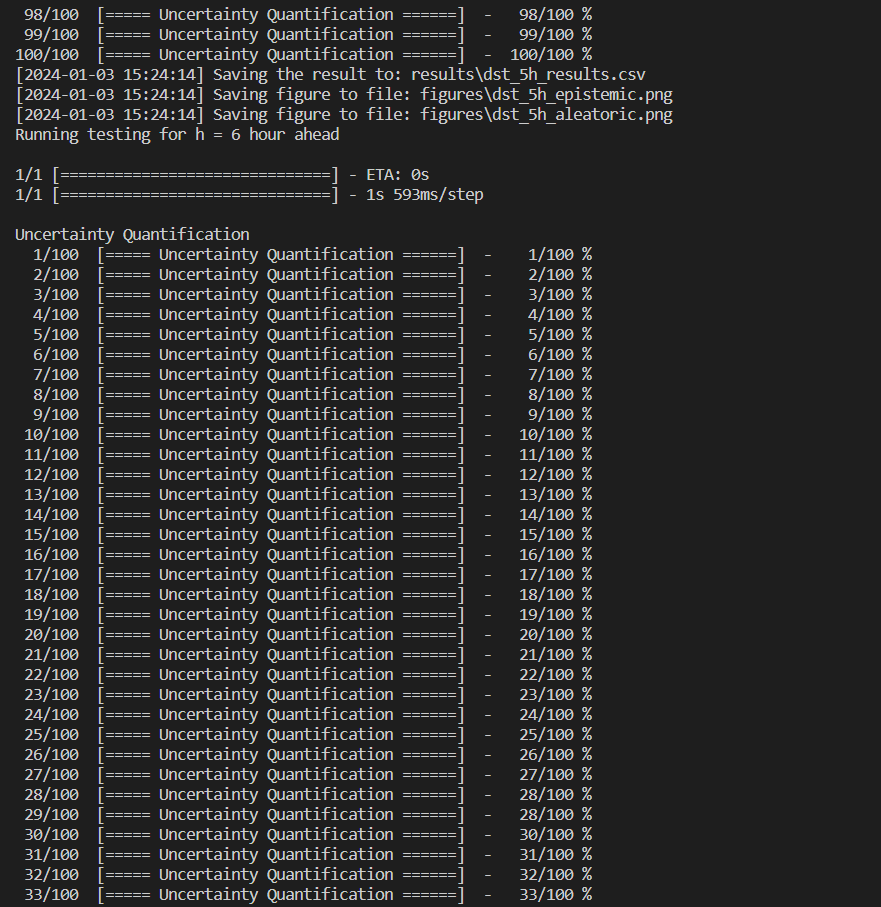 98/100  [===== Uncertainty Quantification ======]  -   98/100 %
 99/100  [===== Uncertainty Quantification ======]  -   99/100 %
100/100  [===== Uncertainty Quantification ======]  -  100/100 %
[2024-01-03 15:24:14] Saving the result to: results\dst_5h_results.csv
[2024-01-03 15:24:14] Saving figure to file: figures\dst_5h_epistemic.png
[2024-01-03 15:24:14] Saving figure to file: figures\dst_5h_aleatoric.png
Running testing for h = 6 hour ahead
1/1 [==============================] - ETA: 0s
1/1 [==============================] - 1s 593ms/step
Uncertainty Quantification
  1/100  [===== Uncertainty Quantification ======]  -    1/100 %
  2/100  [===== Uncertainty Quantification ======]  -    2/100 %
  3/100  [===== Uncertainty Quantification ======]  -    3/100 %
  4/100  [===== Uncertainty Quantification ======]  -    4/100 %
  5/100  [===== Uncertainty Quantification ======]  -    5/100 %
  6/100  [===== Uncertainty Quantification ======]  -    6/100 %
  7/100  [===== Uncertainty Quantification ======]  -    7/100 %
  8/100  [===== Uncertainty Quantification ======]  -    8/100 %
  9/100  [===== Uncertainty Quantification ======]  -    9/100 %
 10/100  [===== Uncertainty Quantification ======]  -   10/100 %
 11/100  [===== Uncertainty Quantification ======]  -   11/100 %
 12/100  [===== Uncertainty Quantification ======]  -   12/100 %
 13/100  [===== Uncertainty Quantification ======]  -   13/100 %
 14/100  [===== Uncertainty Quantification ======]  -   14/100 %
 15/100  [===== Uncertainty Quantification ======]  -   15/100 %
 16/100  [===== Uncertainty Quantification ======]  -   16/100 %
 17/100  [===== Uncertainty Quantification ======]  -   17/100 %
 18/100  [===== Uncertainty Quantification ======]  -   18/100 %
 19/100  [===== Uncertainty Quantification ======]  -   19/100 %
 20/100  [===== Uncertainty Quantification ======]  -   20/100 %
 21/100  [===== Uncertainty Quantification ======]  -   21/100 %
 22/100  [===== Uncertainty Quantification ======]  -   22/100 %
 23/100  [===== Uncertainty Quantification ======]  -   23/100 %
 24/100  [===== Uncertainty Quantification ======]  -   24/100 %
 25/100  [===== Uncertainty Quantification ======]  -   25/100 %
 26/100  [===== Uncertainty Quantification ======]  -   26/100 %
 27/100  [===== Uncertainty Quantification ======]  -   27/100 %
 28/100  [===== Uncertainty Quantification ======]  -   28/100 %
 29/100  [===== Uncertainty Quantification ======]  -   28/100 %
 30/100  [===== Uncertainty Quantification ======]  -   30/100 %
 31/100  [===== Uncertainty Quantification ======]  -   31/100 %
 32/100  [===== Uncertainty Quantification ======]  -   32/100 %
 33/100  [===== Uncertainty Quantification ======]  -   33/100 %